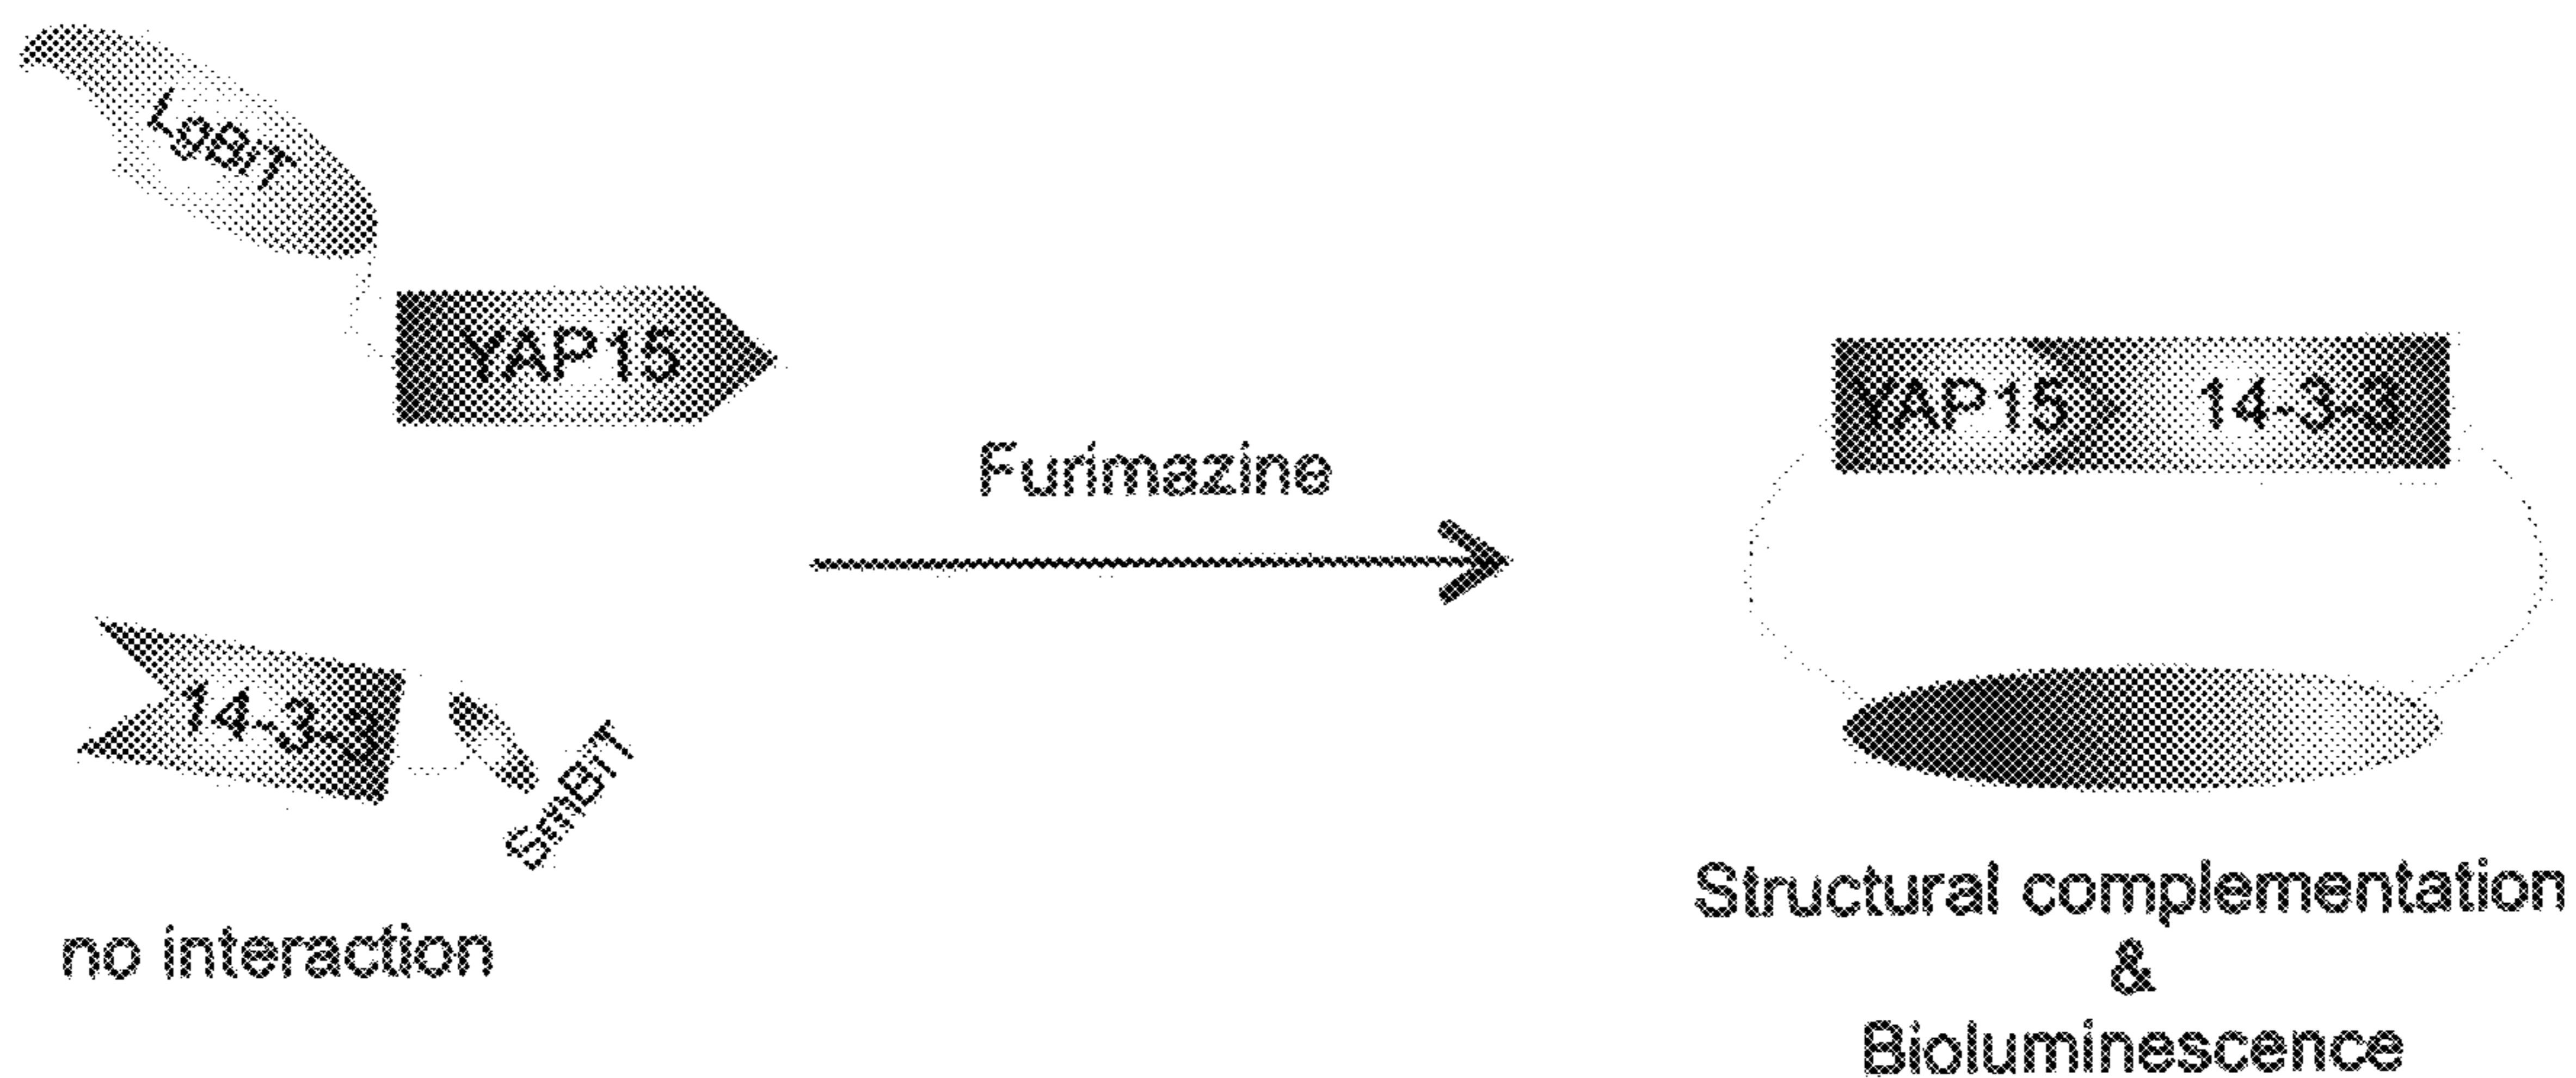 LgBiT
YAP15
Furimazine
YAP15 14-3-3
14-3-3
SmBiT
no interaction
Structural complementation
&
Bioluminescence